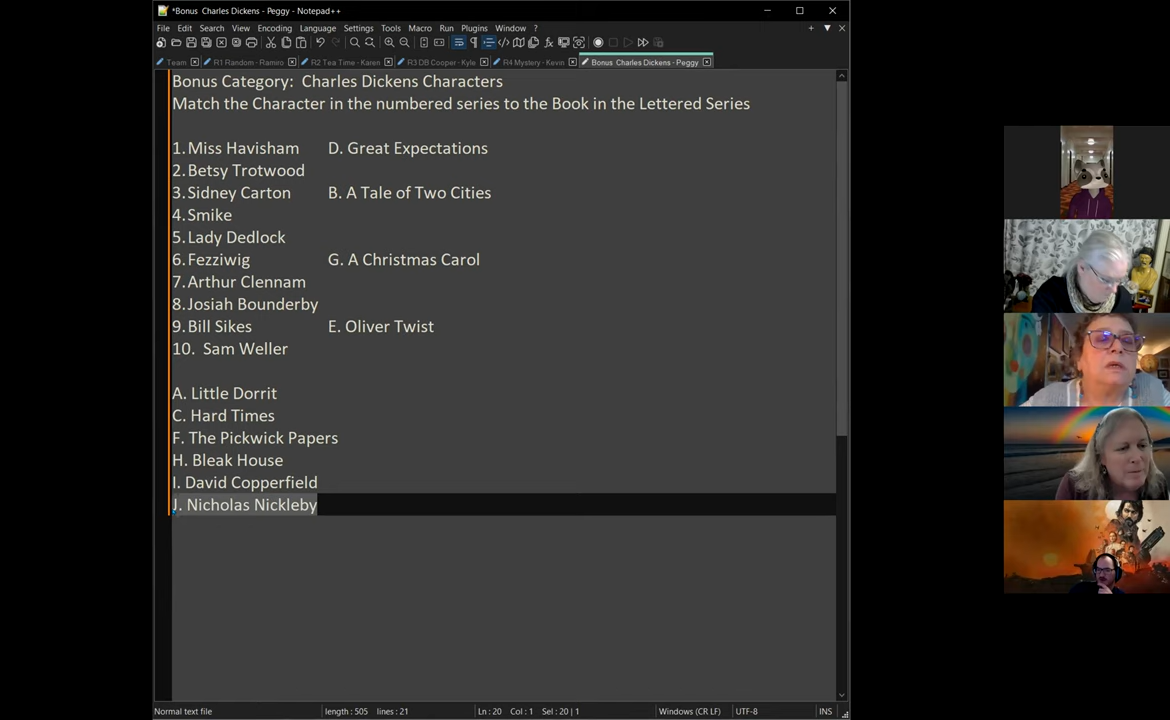 *Bonus  Charles Dickens - Peggy - Notepad++
File Edit Search View Encoding Language Settings Tools Macro Run Plugins Window ?
Team R1 Random - Ramiro R2 Tea Time - Karen R3 DB Cooper - Kyle R4 Mystery - Kevin Bonus  Charles Dickens - Peggy
Bonus Category:  Charles Dickens Characters
Match the Character in the numbered series to the Book in the Lettered Series
1. Miss Havisham D. Great Expectations
2. Betsy Trotwood
3. Sidney Carton B. A Tale of Two Cities
4. Smike
5. Lady Dedlock
6. Fezziwig G. A Christmas Carol
7. Arthur Clennam
8. Josiah Bounderby
9. Bill Sikes E. Oliver Twist
10.  Sam Weller
A. Little Dorrit
C. Hard Times
F. The Pickwick Papers
H. Bleak House
I. David Copperfield
J. Nicholas Nickleby
Normal text file length : 505 lines : 21 Ln : 20 Col : 1 Sel : 20 | 1 Windows (CR LF) UTF-8 INS